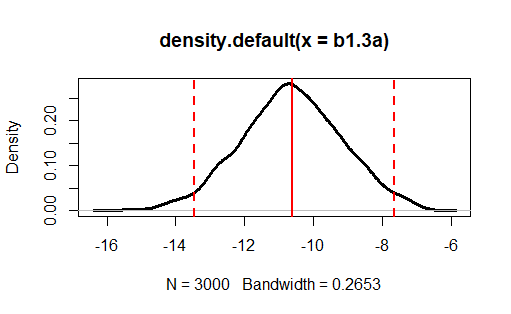 density.default(x = b1.3a)
Density
0.00 0.10 0.20
-16 -14 -12 -10 -8 -6
N = 3000 Bandwidth = 0.2653